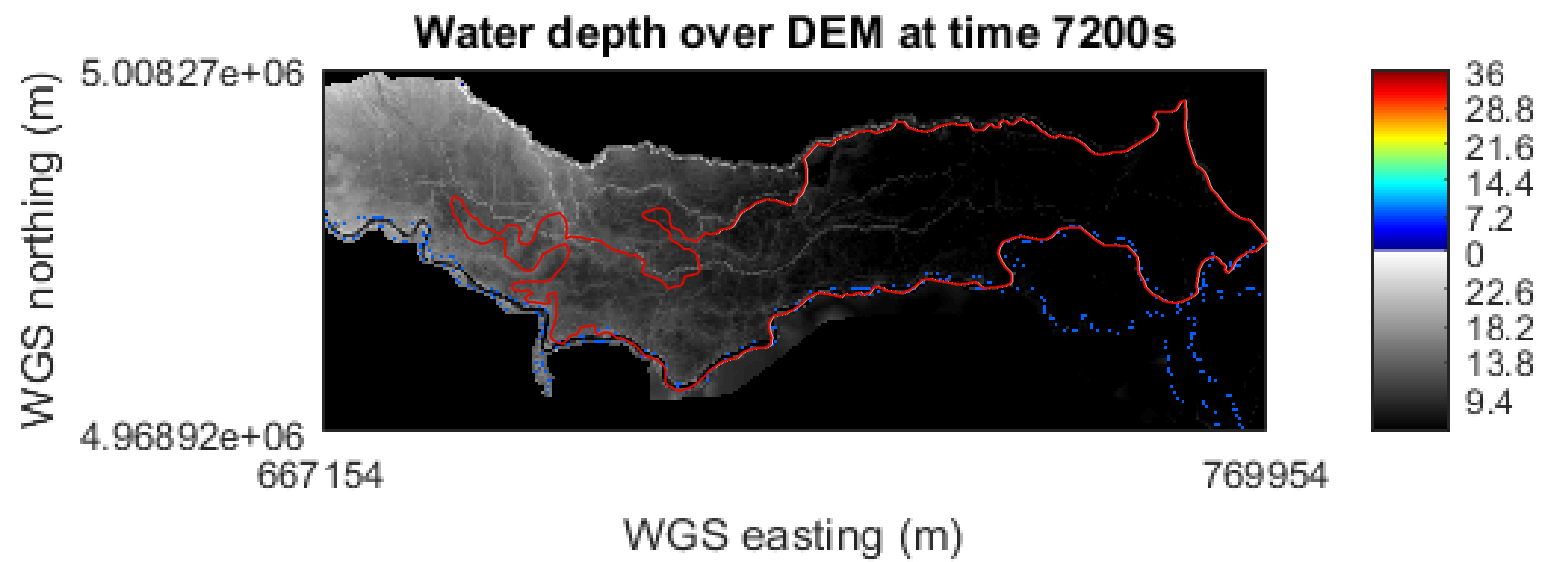 Water depth over DEM at time 7200s
5.00827e+06
WGS northing (m)
4.96892e+06
667154
769954
WGS easting (m)
36
28.8
21.6
14.4
7.2
0
22.6
18.2
13.8
9.4